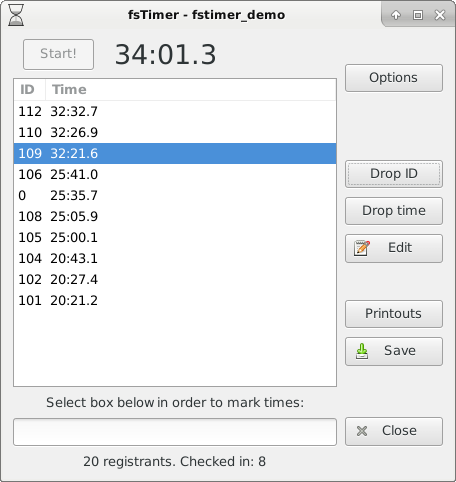 fsTimer - fstimer_demo
Start!
34:01.3
Options
ID Time
112 32:32.7
110 32:26.9
109 32:21.6
106 25:41.0
0 25:35.7
108 25:05.9
105 25:00.1
104 20:43.1
102 20:27.4
101 20:21.2
Drop ID
Drop time
Edit
Printouts
Save
Select box below in order to mark times:
Close
20 registrants. Checked in: 8